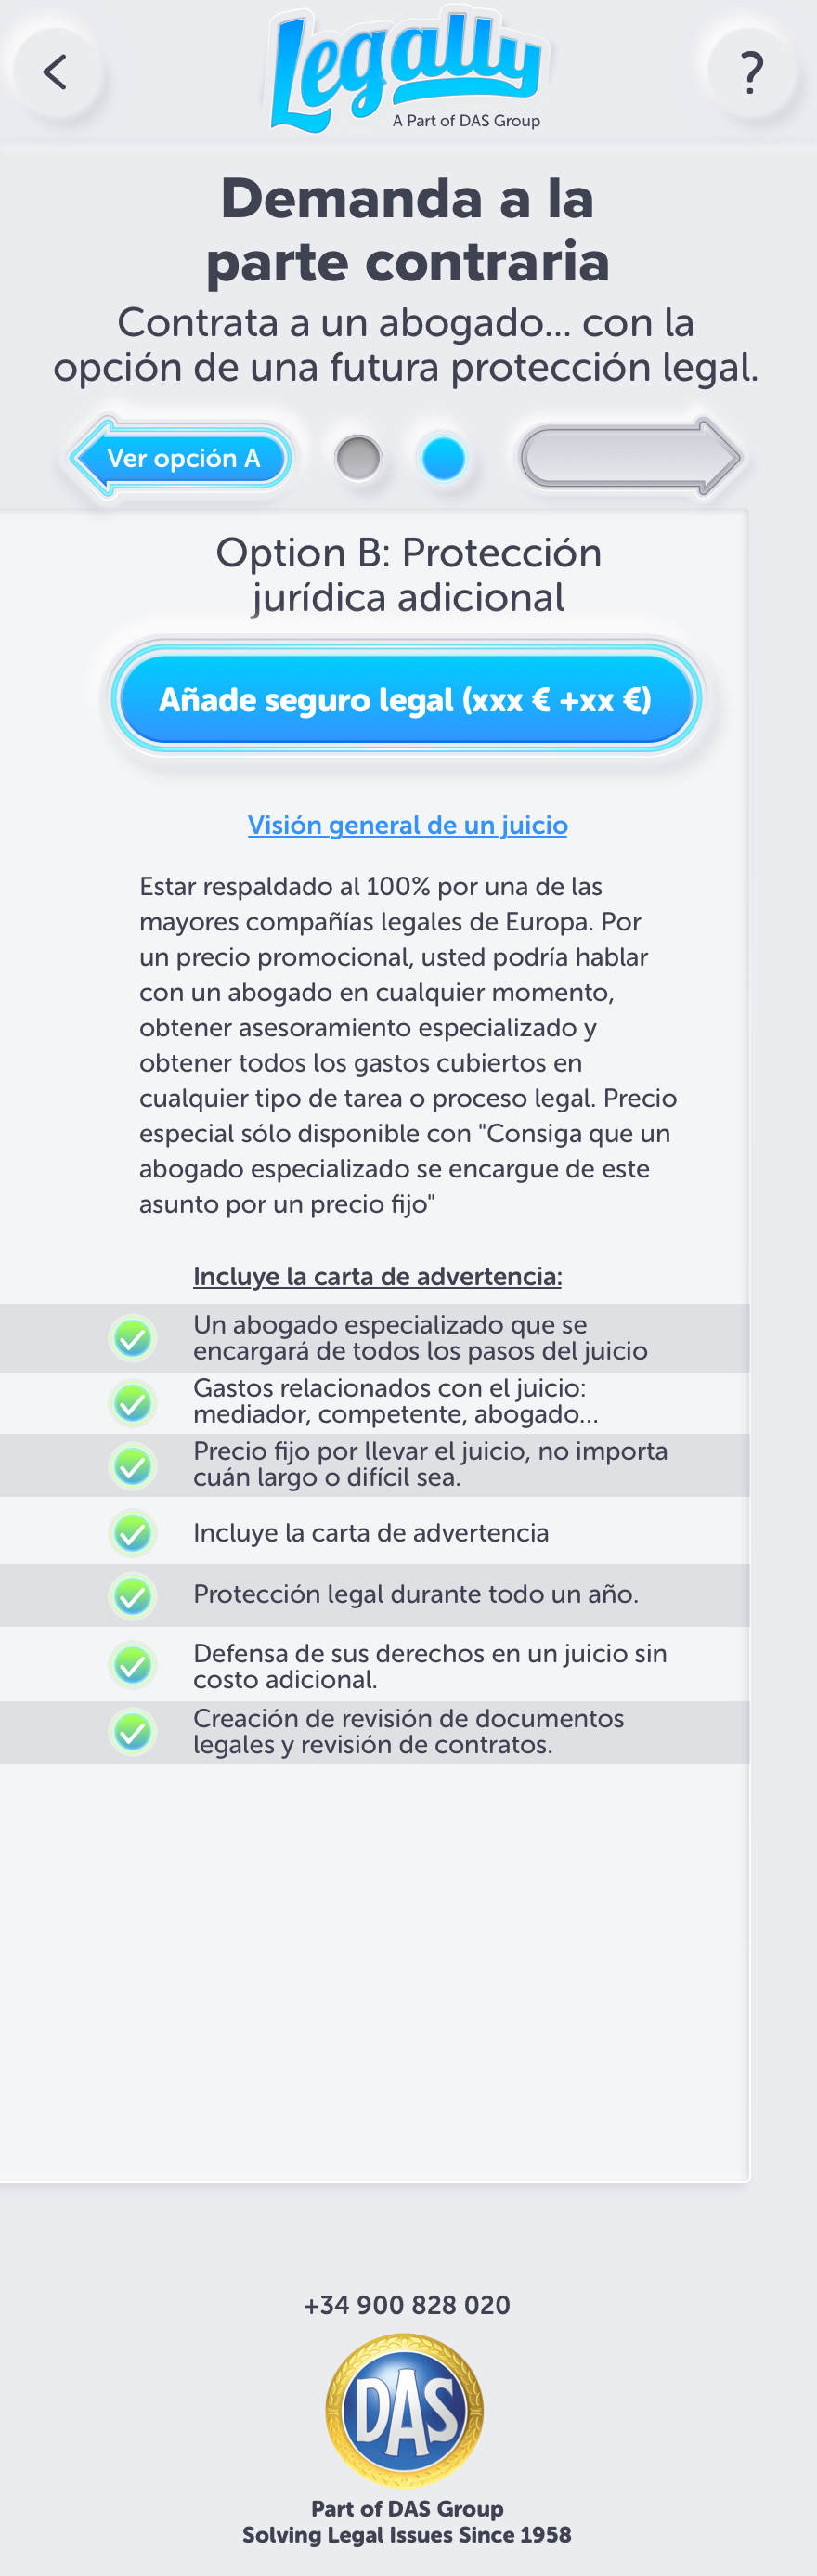 Legally
A Part of DAS Group
?
Demanda a la
parte contraria
Contrata a un abogado... con la
opción de una futura protección legal.
Ver opción A
Option B: Protección
jurídica adicional
Añade seguro legal (xxx € +xx €)
Visión general de un juicio
Estar respaldado al 100% por una de las
mayores compañías legales de Europa. Por
un precio promocional, usted podría hablar
con un abogado en cualquier momento,
obtener asesoramiento especializado y
obtener todos los gastos cubiertos en
cualquier tipo de tarea o proceso legal. Precio
especial sólo disponible con "Consiga que un
abogado especializado se encargue de este
asunto por un precio fijo"
Incluye la carta de advertencia:
Un abogado especializado que se
encargará de todos los pasos del juicio
Gastos relacionados con el juicio:
mediador, competente, abogado...
Precio fijo por llevar el juicio, no importa
cuán largo o difícil sea.
Incluye la carta de advertencia
Protección legal durante todo un año.
Defensa de sus derechos en un juicio sin
costo adicional.
Creación de revisión de documentos
legales y revisión de contratos.
+34 900 828 020
DAS
Part of DAS Group
Solving Legal Issues Since 1958